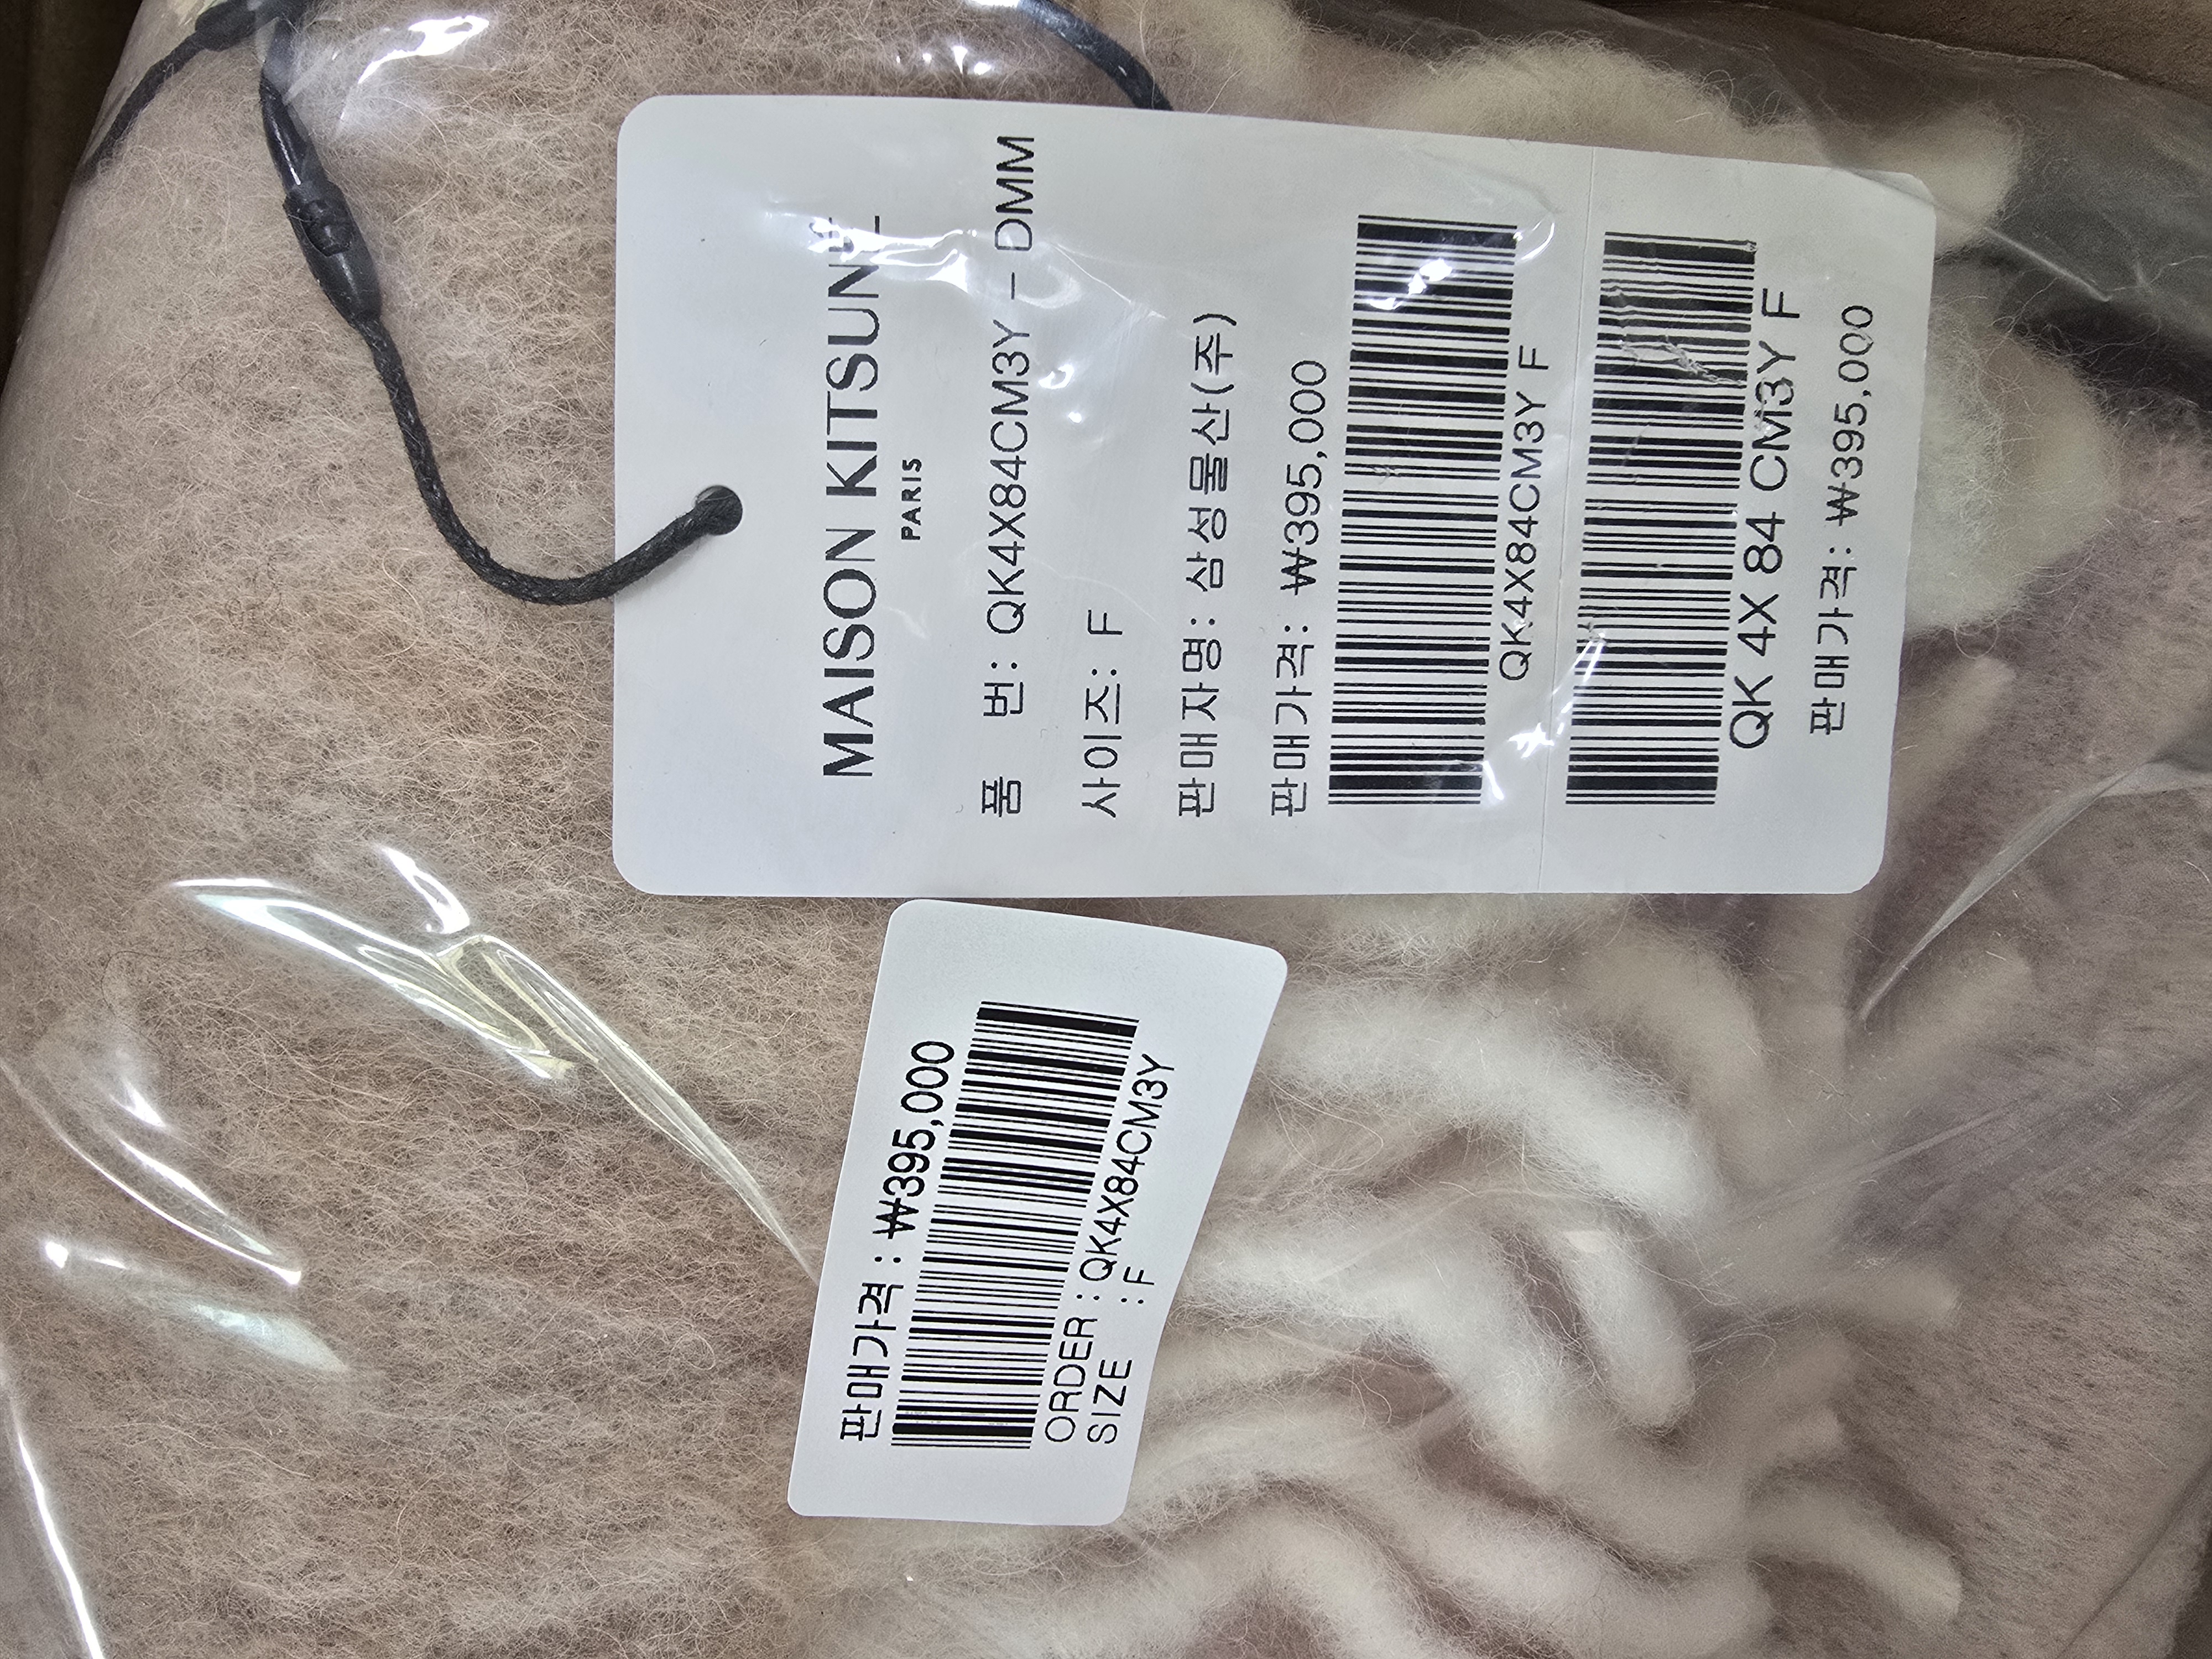 MAISON KITSUNÉ
PARIS
품 번: QK4X84CM3Y – DMM
사이즈: F
판매자명: 삼성물산(주)
판매가격: ₩395,000
QK4X84CM3Y F
QK 4X 84 CM3Y F
판매가격: ₩395,000
판매가격 : ₩395,000
ORDER : QK4X84CM3Y
SIZE : F